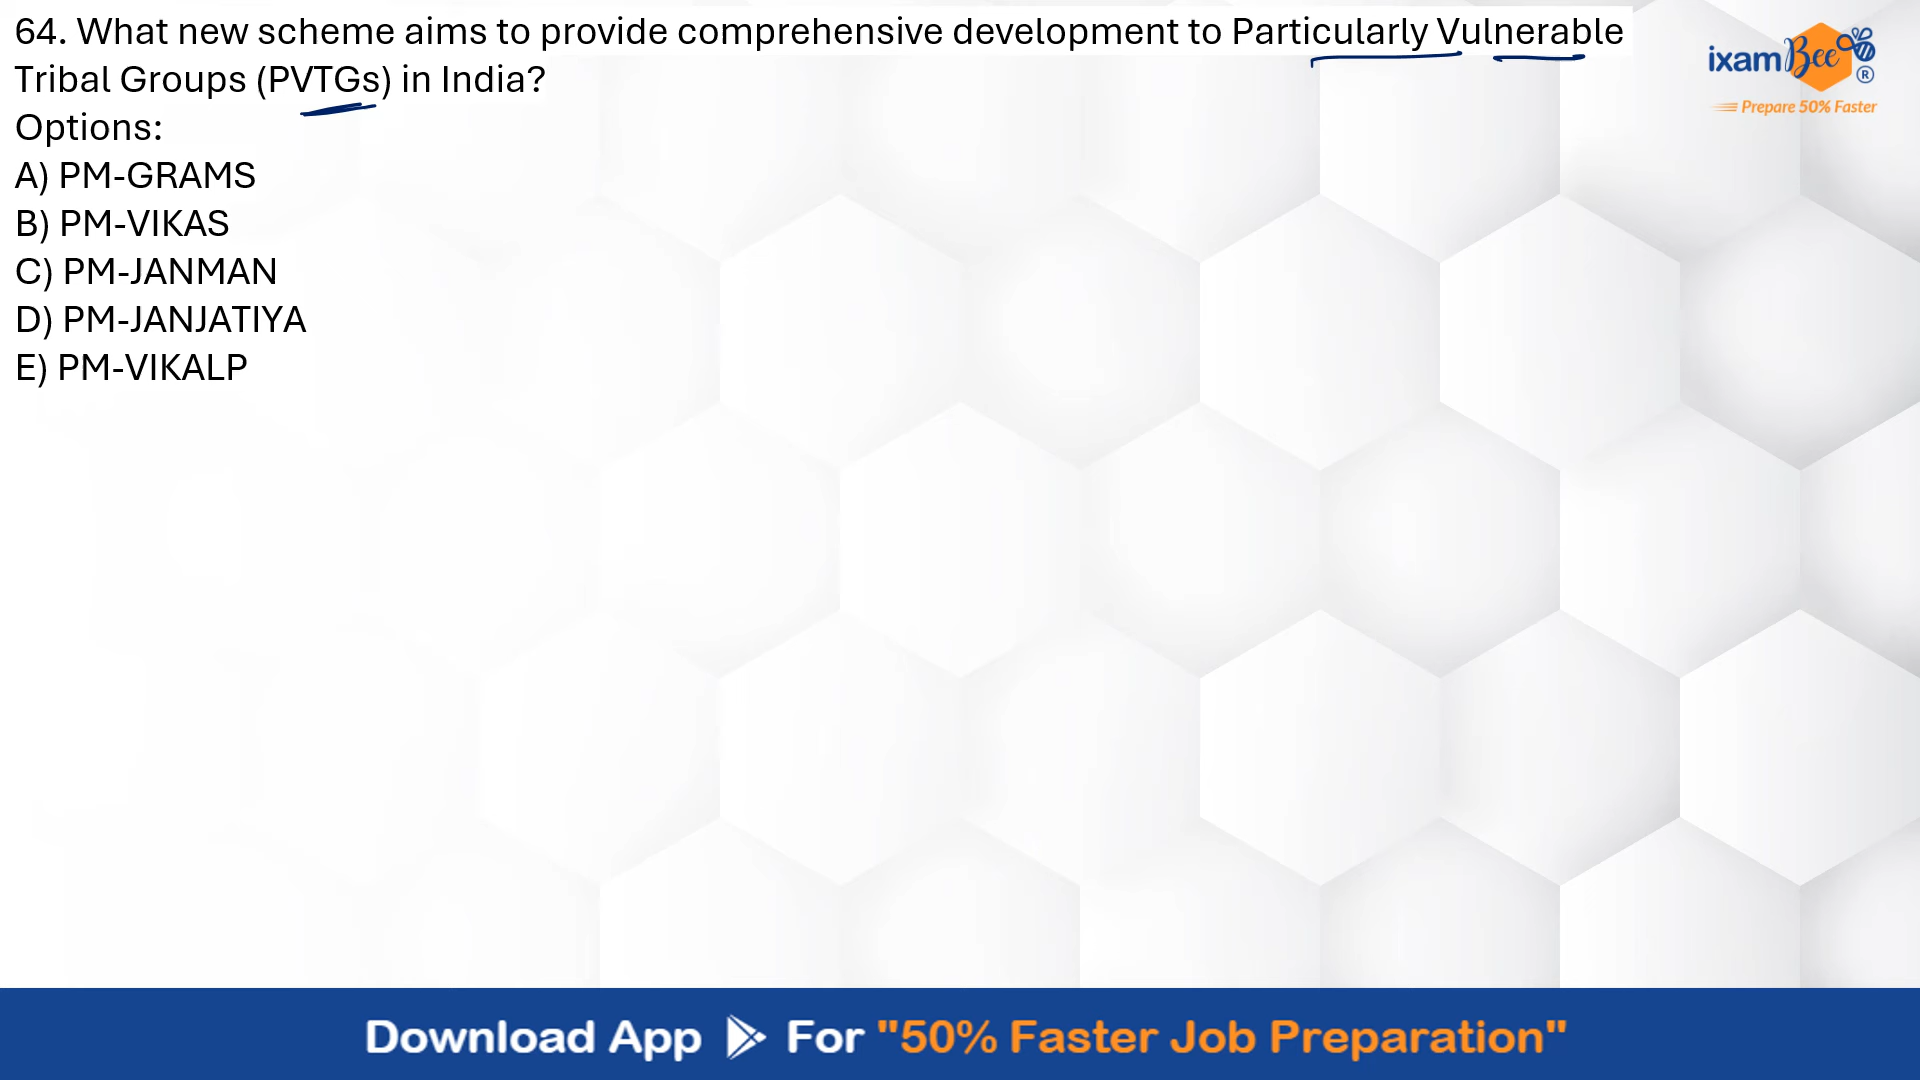 64. What new scheme aims to provide comprehensive development to Particularly Vulnerable
Tribal Groups (PVTGs) in India?
Options:
A) PM-GRAMS
B) PM-VIKAS
C) PM-JANMAN
D) PM-JANJATIYA
E) PM-VIKALP
ixamBee®
Prepare 50% Faster
Download App For "50% Faster Job Preparation"